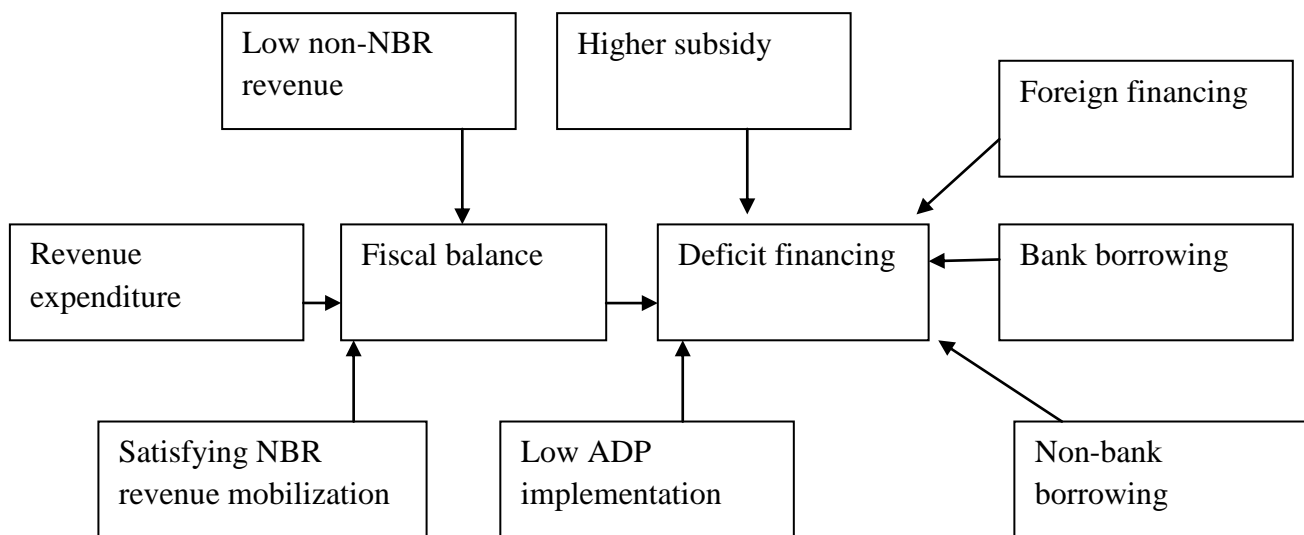 Low non-NBR
revenue
Higher subsidy
Foreign financing
Revenue
expenditure
Fiscal balance
Deficit financing
Bank borrowing
Satisfying NBR
revenue mobilization
Low ADP
implementation
Non-bank
borrowing